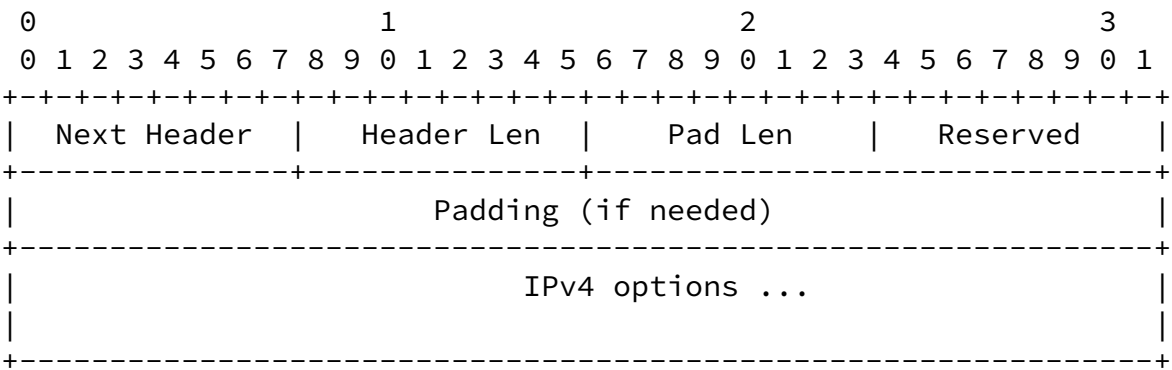 0                   1                   2                   3
 0 1 2 3 4 5 6 7 8 9 0 1 2 3 4 5 6 7 8 9 0 1 2 3 4 5 6 7 8 9 0 1
+-+-+-+-+-+-+-+-+-+-+-+-+-+-+-+-+-+-+-+-+-+-+-+-+-+-+-+-+-+-+-+-+
|  Next Header  |   Header Len  |    Pad Len    |   Reserved    |
+---------------+---------------+-------------------------------+
|                       Padding (if needed)                     |
+---------------------------------------------------------------+
|                            IPv4 options ...                   |
|                                                               |
+---------------------------------------------------------------+